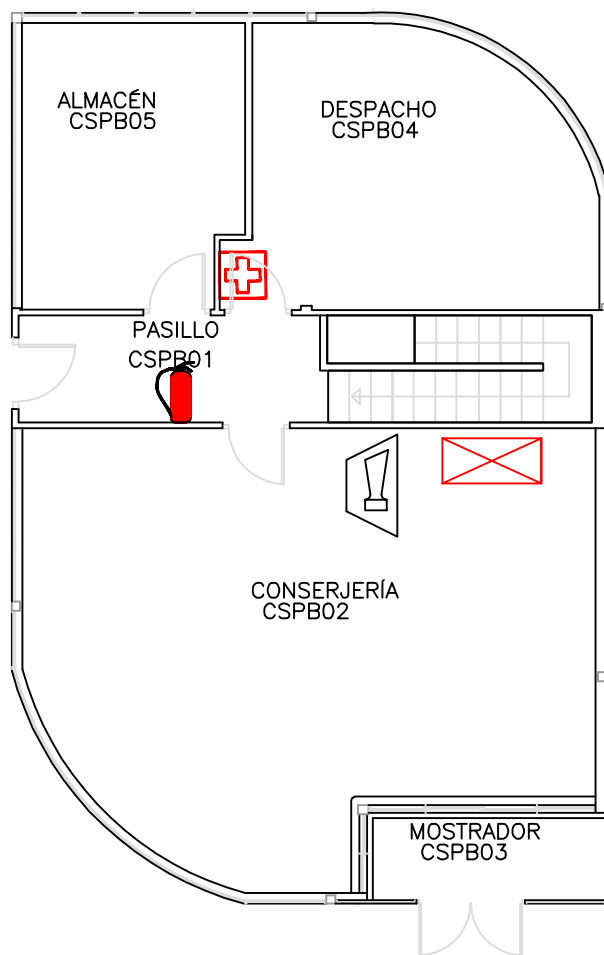 ALMACÉN
CSPB05
DESPACHO
CSPB04
PASILLO
CSPB01
CONSERJERÍA
CSPB02
MOSTRADOR
CSPB03